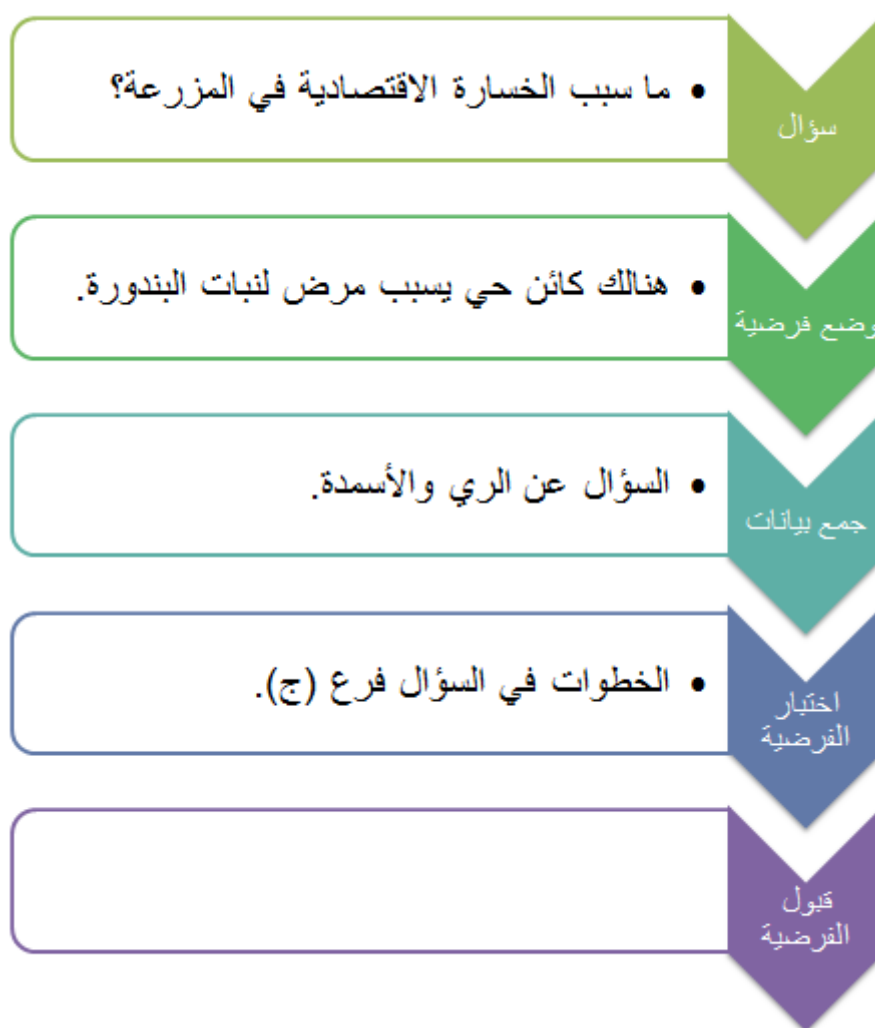 سؤال
• ما سبب الخسارة الاقتصادية في المزرعة؟
وضع فرضية
• هنالك كائن حي يسبب مرض لنبات البندورة.
جمع بيانات
• السؤال عن الري والأسمدة.
اختبار
الفرضية
• الخطوات في السؤال فرع (ج).
قبول
الفرضية